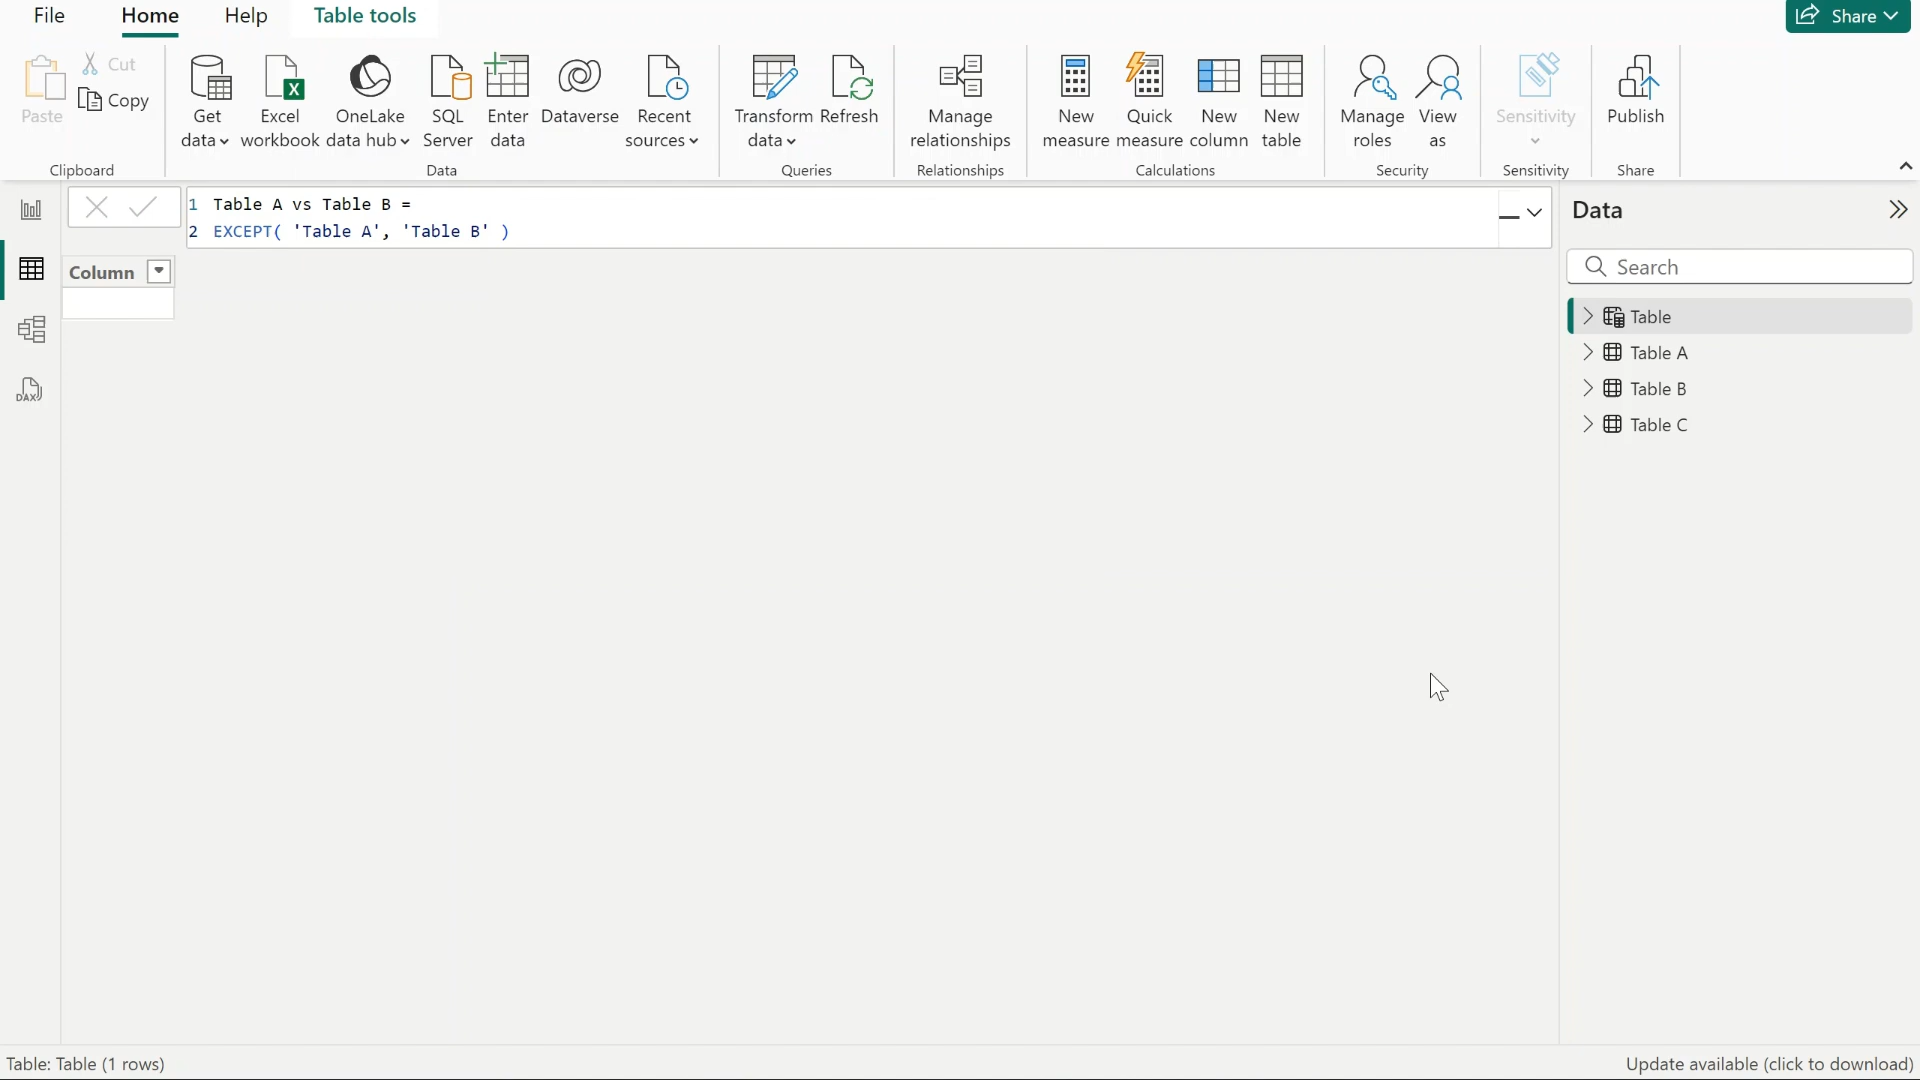 File Home Help Table tools Share
Paste Cut Copy
Clipboard
Get data
Excel workbook
OneLake data hub
SQL Server
Enter data
Dataverse
Recent sources
Data
Transform data
Refresh
Queries
Manage relationships
Relationships
New measure
Quick measure
New column
New table
Calculations
Manage roles
View as
Security
Sensitivity
Sensitivity
Publish
Share
1 Table A vs Table B =
2 EXCEPT( 'Table A', 'Table B' )
DAX
Column
Data
Search
Table
Table A
Table B
Table C
Table: Table (1 rows)
Update available (click to download)